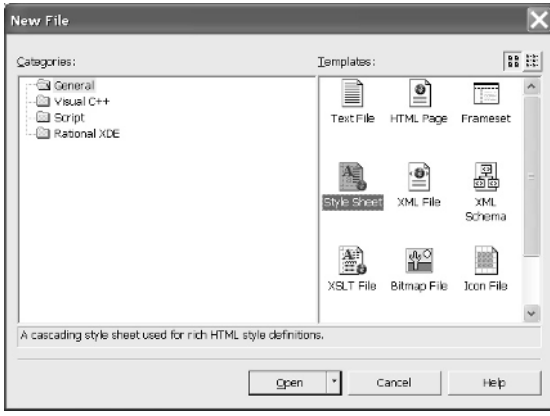 New File
Categories:
Templates:
General
Visual C++
Script
Rational XDE
Text File
HTML Page
Frameset
Style Sheet
XML File
XML Schema
XSLT File
Bitmap File
Icon File
A cascading style sheet used for rich HTML style definitions.
Open
Cancel
Help